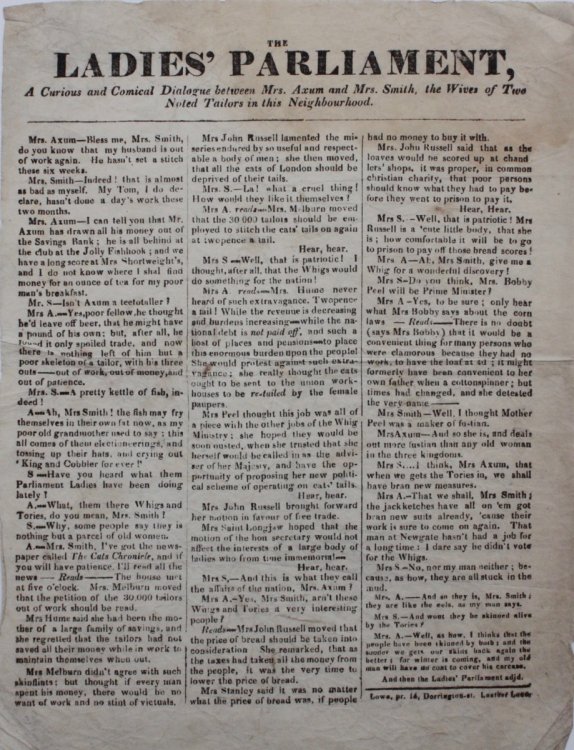 THE
LADIES' PARLIAMENT,
A Curious and Comical Dialogue between Mrs. Axum and Mrs. Smith, the Wives of Two
Noted Tailors in this Neighbourhood.
Mrs. Axum—Bless me, Mrs. Smith,
do you know that my husband is out
of work again. He hasn't set a stitch
these six weeks.
Mrs. Smith—Indeed! that is almost
as bad as myself. My Tom, I do de-
clare, hasn't done a day's work these
two months.
Mrs. Axum—I can tell you that Mr.
Axum has drawn all his money out of
the Savings Bank; he is all behind at
the club at the Jolly Fishhook; and we
have a long score at Mrs Shortweight's,
and I do not know where I shal find
money for an ounce of tea for my poor
men's breakfast.
Mr. S—Isn't Axum a teetotaller?
Mrs A.—Yes, poor fellow, he thought
he'd leave off beer, that he might have
a pound of his own: but, after all, he
found it only spoiled trade, and now
there is nothing left of him but a
poor skeleton of a tailor, with his three
outs—out of work, out of money, and
out of patience.
Mrs. S.—A pretty kettle of fish, in-
deed!
A—Ah, Mrs Smith! the fish may fry
themselves in their own fat now, as my
poor old grandmother used to say; this
all comes of them electioneerings, and
tossing up their hats, and crying out
'King and Cobbler for ever!'
S—Have you heard what them
Parliament Ladies have been doing
lately?
A.—What, them there Whigs and
Tories, do you mean, Mrs. Smith!
S.—Why, some people say they is
nothing but a parcel of old women.
A.—Mrs. Smith, I've got the news-
paper called The Cats Chronicle, and if
you will have patience, I'll read all the
news— Reads— The house met
at five o'clock. Mrs. Melburn moved
that the petition of the 30,000 tailors
out of work should be read.
Mrs Hume said she had been the mo-
ther of a large family of savings, and
she regretted that the tailors had not
saved all their money while in work to
maintain themselves when out.
Mrs Melburn didn't agree with such
skinflints: but thought if every man
spent his money, there would be no
want of work and no stint of victuals.
Mrs John Russell lamented the mi-
series endured by so useful and respect-
able a body of men; she then moved,
that all the cats of London should be
deprived of their tails.
Mrs. S.—La! what a cruel thing!
How would they like it themselves!
Mrs A. reads—Mrs. Melburn moved
that the 30 000 tailors should be em-
ployed to stitch the cats' tails on again
at twopence a tail.
Hear, hear.
Mrs S—Well, that is patriotic! I
thought, after all, that the Whigs would
do something for the nation!
Mrs A reads—Mrs. Hume never
heard of such extravagance. Twopence
a tail! While the revenue is decreasing
and burdens increasing—while the na-
tional debt is not paid off, and such a
host of places and pensions—to place
this enormous burden upon the people!
She would protest against such extra-
vagance; she really thought the cats
ought to be sent to the union work-
houses to be re-tailed by the female
paupers.
Mrs Peel thought this job was all of
a piece with the other jobs of the Whig
Ministry; she hoped they would be
soon ousted, when she trusted that she
herself would be called in as the advi-
ser of her Majesty, and have the op-
portunity of proposing her new politi-
cal scheme of operating on cats' tails.
Hear, hear.
Mrs John Russell brought forward
her motion in favour of free trade.
Mrs Saint Longjaw hoped that the
motion of the hon secretary would not
affect the interests of a large body of
ladies who from time immemorial—
Hear, hear.
Mrs S,—And this is what they call
the affairs of the nation, Mrs Axum?
Mrs A.—Yes, Mrs Smith, arn't these
Whigs and Tories a very interesting
people?
Reads—Mrs John Russell moved that
the price of bread should be taken into
consideration She remarked, that as
the taxes had taken all the money from
the people, it was the very time to
lower the price of bread.
Mrs Stanley said it was no matter
what the price of bread was, if people
had no money to buy it with.
Mrs. John Russell said that as the
loaves would be scored up at chand
lers' shops, it was proper, in common
christian charity, that poor persons
should know what they had to pay be-
fore they went to prison to pay it.
Hear, Hear.
Mrs S.—Well, that is patriotic! Mrs
Russell is a 'cute little body, that she
is; how comfortable it will be to go
to prison to pay off those bread scores!
Mrs. A—Ah, Mrs Smith, give me a
Whig for a wonderful discovery!
Mrs S—Do you think, Mrs. Bobby
Peel will be Prime Minister?
Mrs A—Yes, to be sure; only hear
what Mrs Bobby says about the corn
laws— Reads—There is no doubt
(says Mrs Bobby) that it would be a
convenient thing for many persons who
were clamorous because they had no
work, to have the loaf at 4d; it might
formerly have been convenient to her
own father when a cottonspinner; but
times had changed, and she detested
the very name——
Mrs Smith—Well, I thought Mother
Peel was a maker of fustian.
Mrs Axum—And so she is, and deals
out more fustian than any old woman
in the three kingdoms.
Mrs S....I think, Mrs Axum, that
when we gets the Tories in, we shall
have bran new measures.
Mrs A.—That we shall, Mrs Smith;
the jackketches have all on 'em got
bran new suits already, 'cause their
work is sure to come on again. That
man at Newgate hasn't had a job for
a long time: I dare say he didn't vote
for the Whigs.
Mrs S.—No, nor my man neither; be-
cause, as how, they are all stuck in the
mud.
Mrs. A.——And so they is, Mrs. Smith;
they are like the eels, as my man says.
Mrs S.—And wont they be skinned alive
by the Tories?
Mrs. A.—Well, as how, I thinks that the
people have been skinned by both; and the
sooner we gets our skins back again the
better; for winter is coming, and my old
man will have no coat to cover his carcase.
And then the Ladies' Parliament adjd.
Lowe, pr. 14, Dorrington-st. Leather Lane